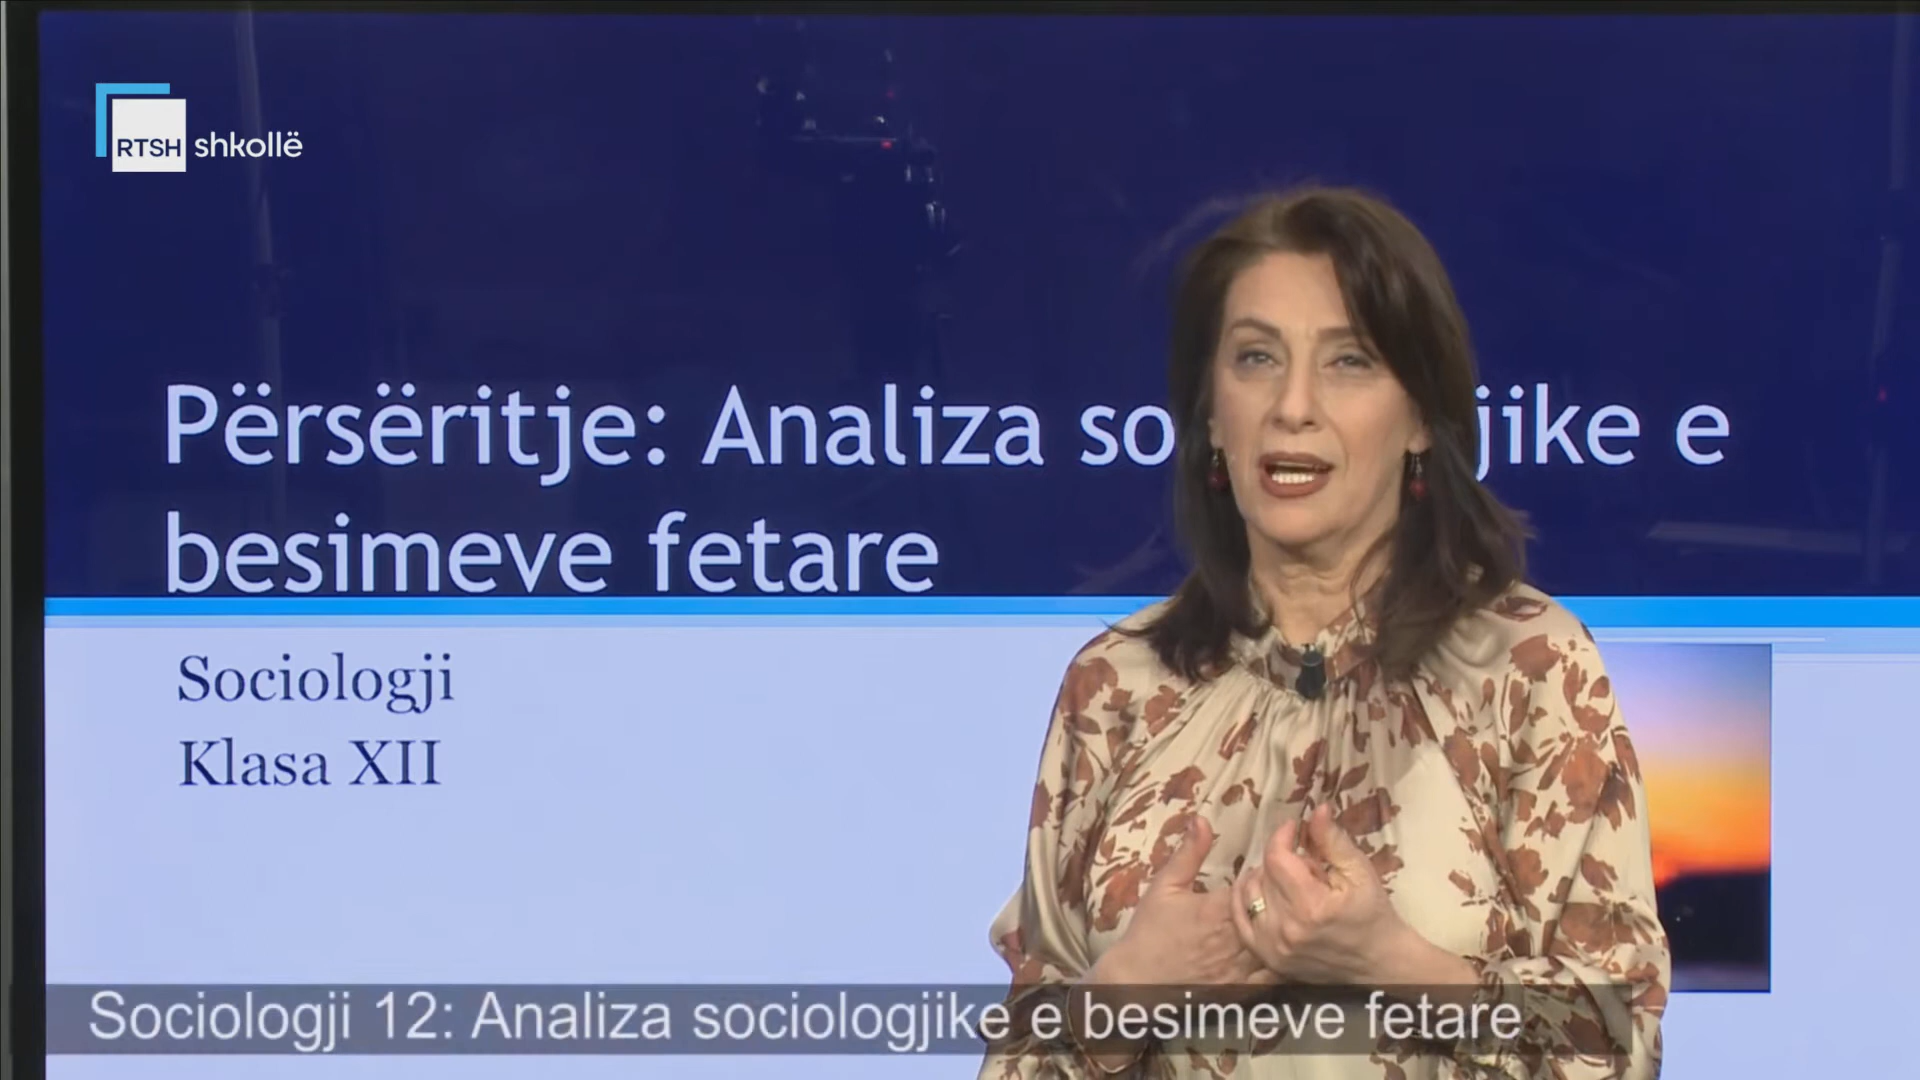 RTSH shkollë
Përsëritje: Analiza so jike e
besimeve fetare
Sociologji
Klasa XII
Sociologji 12: Analiza sociologjike e besimeve fetare